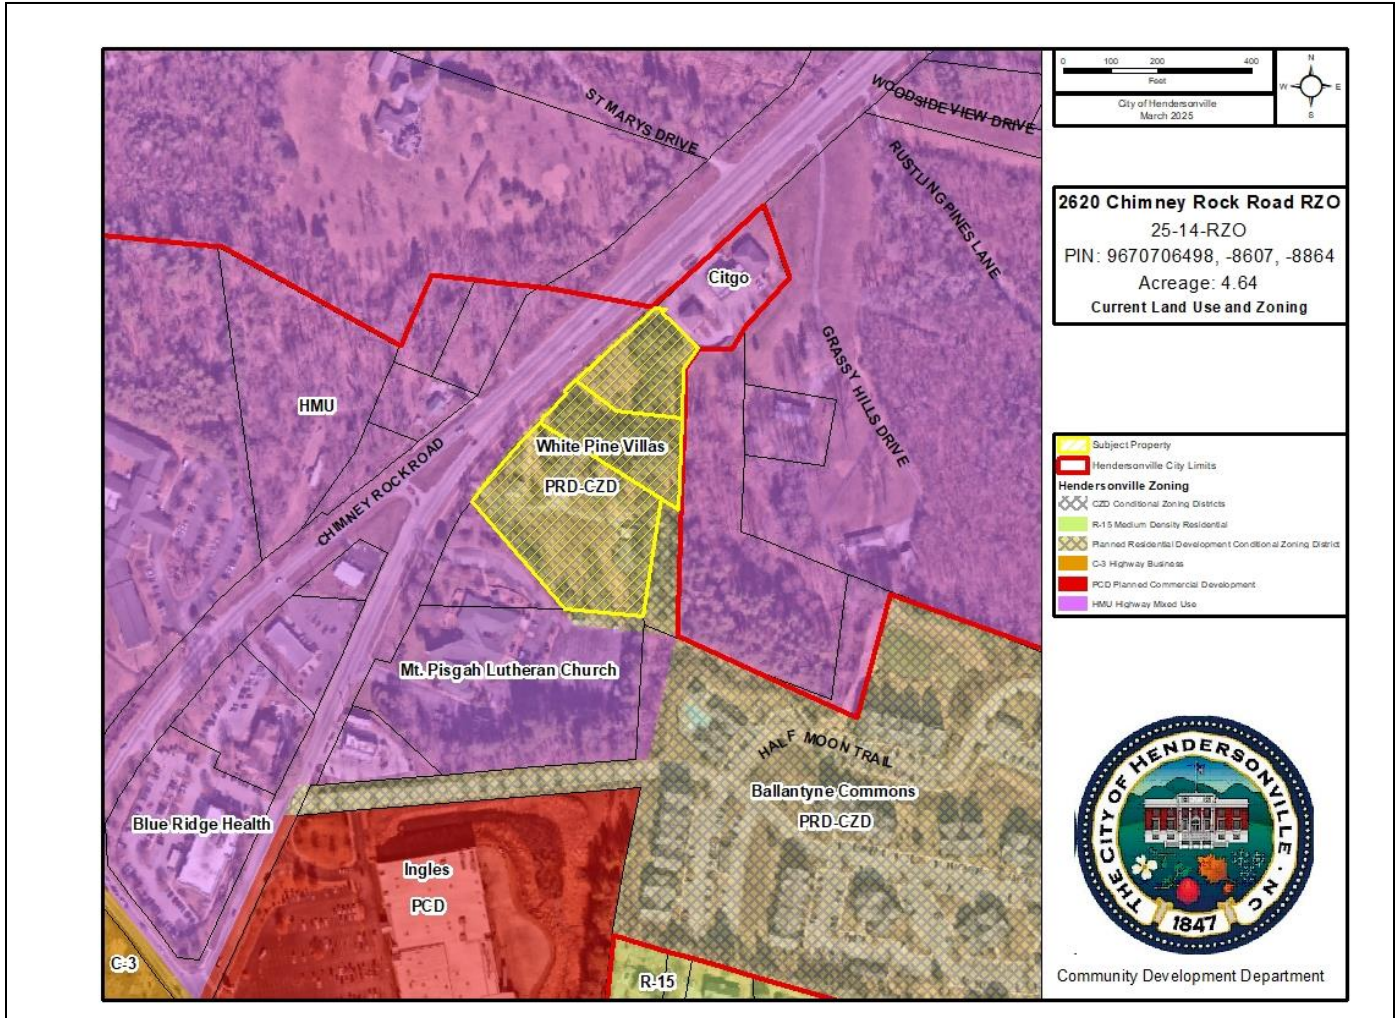 0 100 200 400
Feet
City of Hendersonville
March 2025
N
W E
S
2620 Chimney Rock Road RZO
25-14-RZO
PIN: 9670706498, -8607, -8864
Acreage: 4.64
Current Land Use and Zoning
Subject Property
Hendersonville City Limits
Hendersonville Zoning
CZD Conditional Zoning Districts
R-15 Medium Density Residential
Planned Residential Development Conditional Zoning District
C-3 Highway Business
PCD Planned Commercial Development
HMU Highway Mixed Use
THE CITY OF HENDERSONVILLE · NC
1847
Community Development Department
ST MARYS DRIVE
WOODSIDE VIEW DRIVE
RUSTLING PINES LANE
Citgo
GRASSY HILLS DRIVE
HMU
CHIMNEY ROCK ROAD
White Pine Villas
PRD-CZD
Mt. Pisgah Lutheran Church
HALF MOON TRAIL
Ballantyne Commons
PRD-CZD
Blue Ridge Health
Ingles
PCD
C-3
R-15